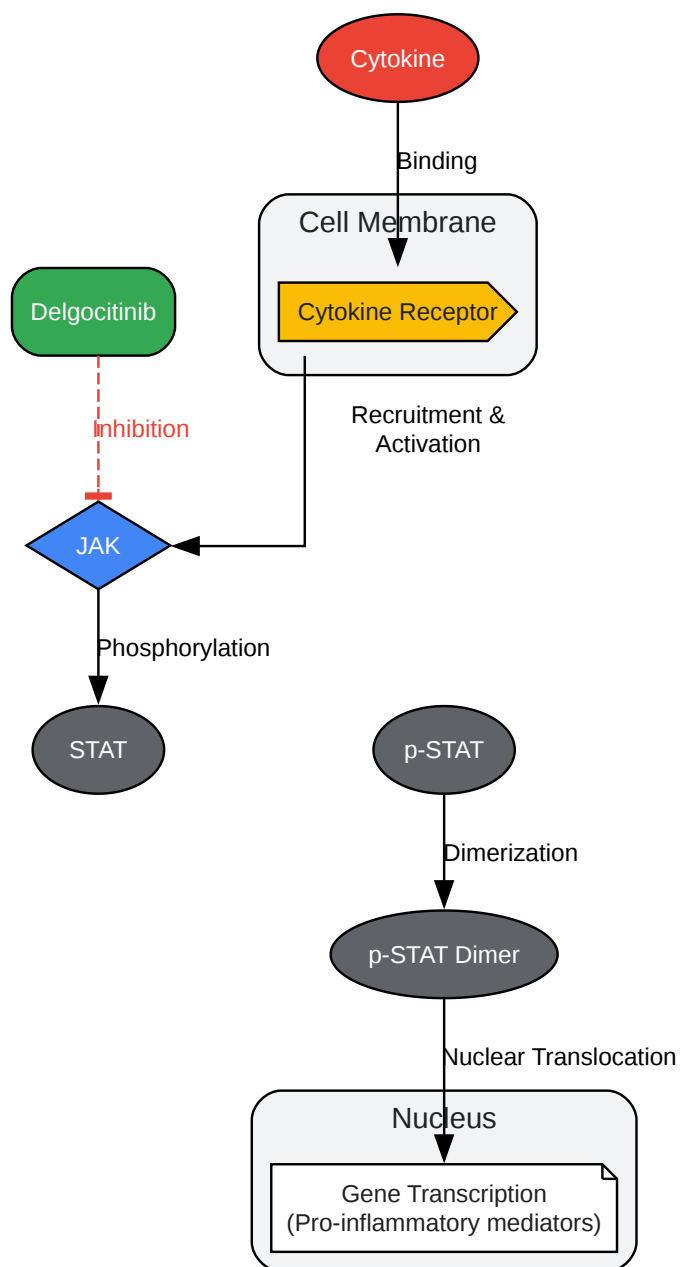 Cytokine
Binding
Cell Membrane
Cytokine Receptor
Delgocitinib
Recruitment &
Activation
Inhibition
JAK
Phosphorylation
STAT
p-STAT
Dimerization
p-STAT Dimer
Nuclear Translocation
Nucleus
Gene Transcription
(Pro-inflammatory mediators)